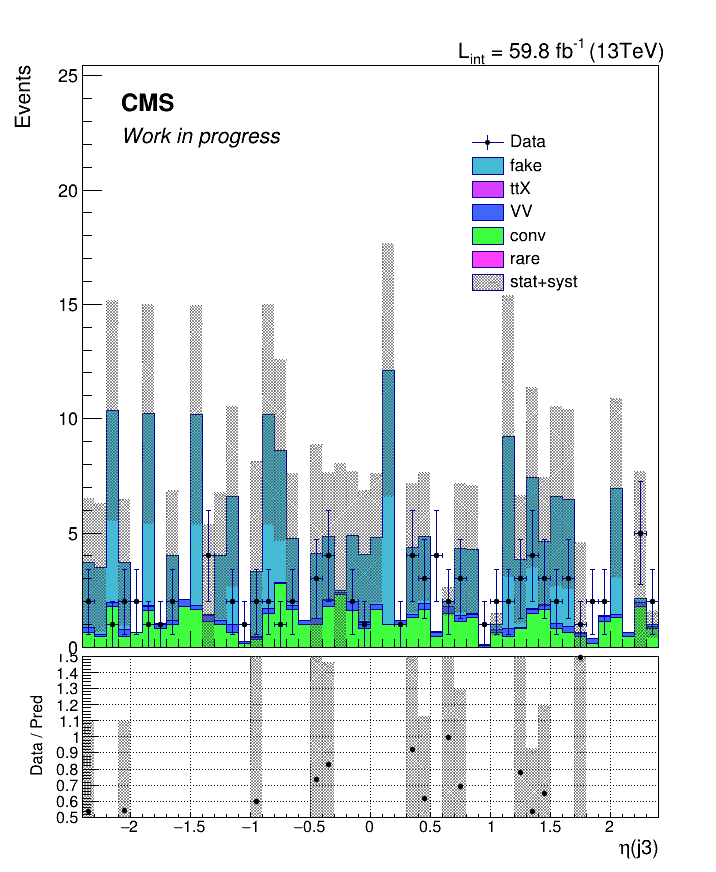 L_int = 59.8 fb^-1 (13TeV)
Events
25
20
15
10
5
0
CMS
Work in progress
Data
fake
ttX
VV
conv
rare
stat+syst
Data / Pred
1.5
1.4
1.3
1.2
1.1
1
0.9
0.8
0.7
0.6
0.5
−2 −1.5 −1 −0.5 0 0.5 1 1.5 2
η(j3)